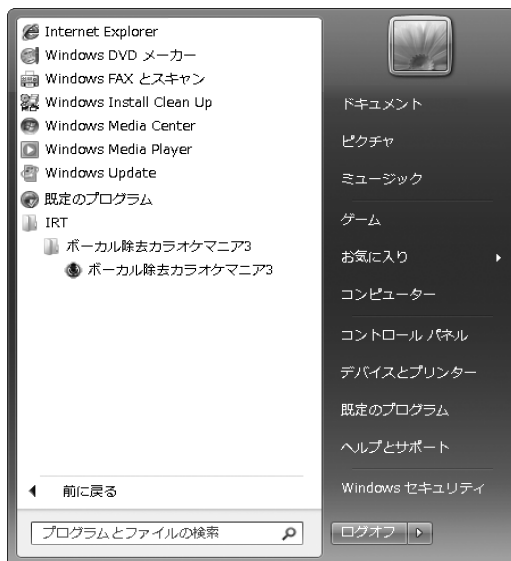 Internet Explorer
Windows DVD メーカー
Windows FAX とスキャン
Windows Install Clean Up
Windows Media Center
Windows Media Player
Windows Update
既定のプログラム
IRT
ボーカル除去カラオケマニア3
ボーカル除去カラオケマニア3
前に戻る
プログラムとファイルの検索
ドキュメント
ピクチャ
ミュージック
ゲーム
お気に入り
コンピューター
コントロール パネル
デバイスとプリンター
既定のプログラム
ヘルプとサポート
Windows セキュリティ
ログオフ